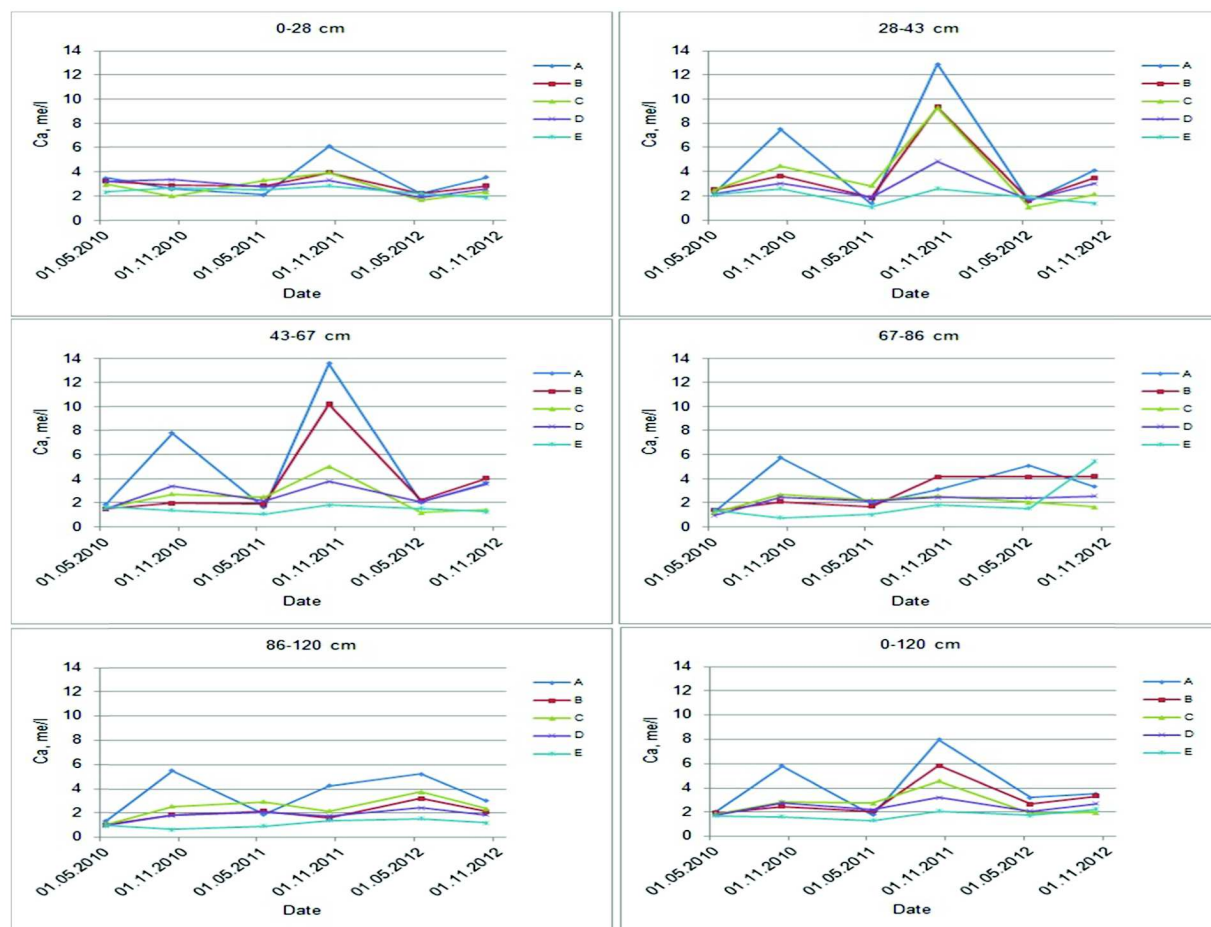 0-28 cm
Ca, me/l
14
12
10
8
6
4
2
0
01.05.2010
01.11.2010
01.05.2011
01.11.2011
01.05.2012
01.11.2012
Date
A
B
C
D
E
28-43 cm
Ca, me/l
14
12
10
8
6
4
2
0
01.05.2010
01.11.2010
01.05.2011
01.11.2011
01.05.2012
01.11.2012
Date
A
B
C
D
E
43-67 cm
Ca, me/l
14
12
10
8
6
4
2
0
01.05.2010
01.11.2010
01.05.2011
01.11.2011
01.05.2012
01.11.2012
Date
A
B
C
D
E
67-86 cm
Ca, me/l
14
12
10
8
6
4
2
0
01.05.2010
01.11.2010
01.05.2011
01.11.2011
01.05.2012
01.11.2012
Date
A
B
C
D
E
86-120 cm
Ca, me/l
14
12
10
8
6
4
2
0
01.05.2010
01.11.2010
01.05.2011
01.11.2011
01.05.2012
01.11.2012
Date
A
B
C
D
E
0-120 cm
Ca, me/l
14
12
10
8
6
4
2
0
01.05.2010
01.11.2010
01.05.2011
01.11.2011
01.05.2012
01.11.2012
Date
A
B
C
D
E